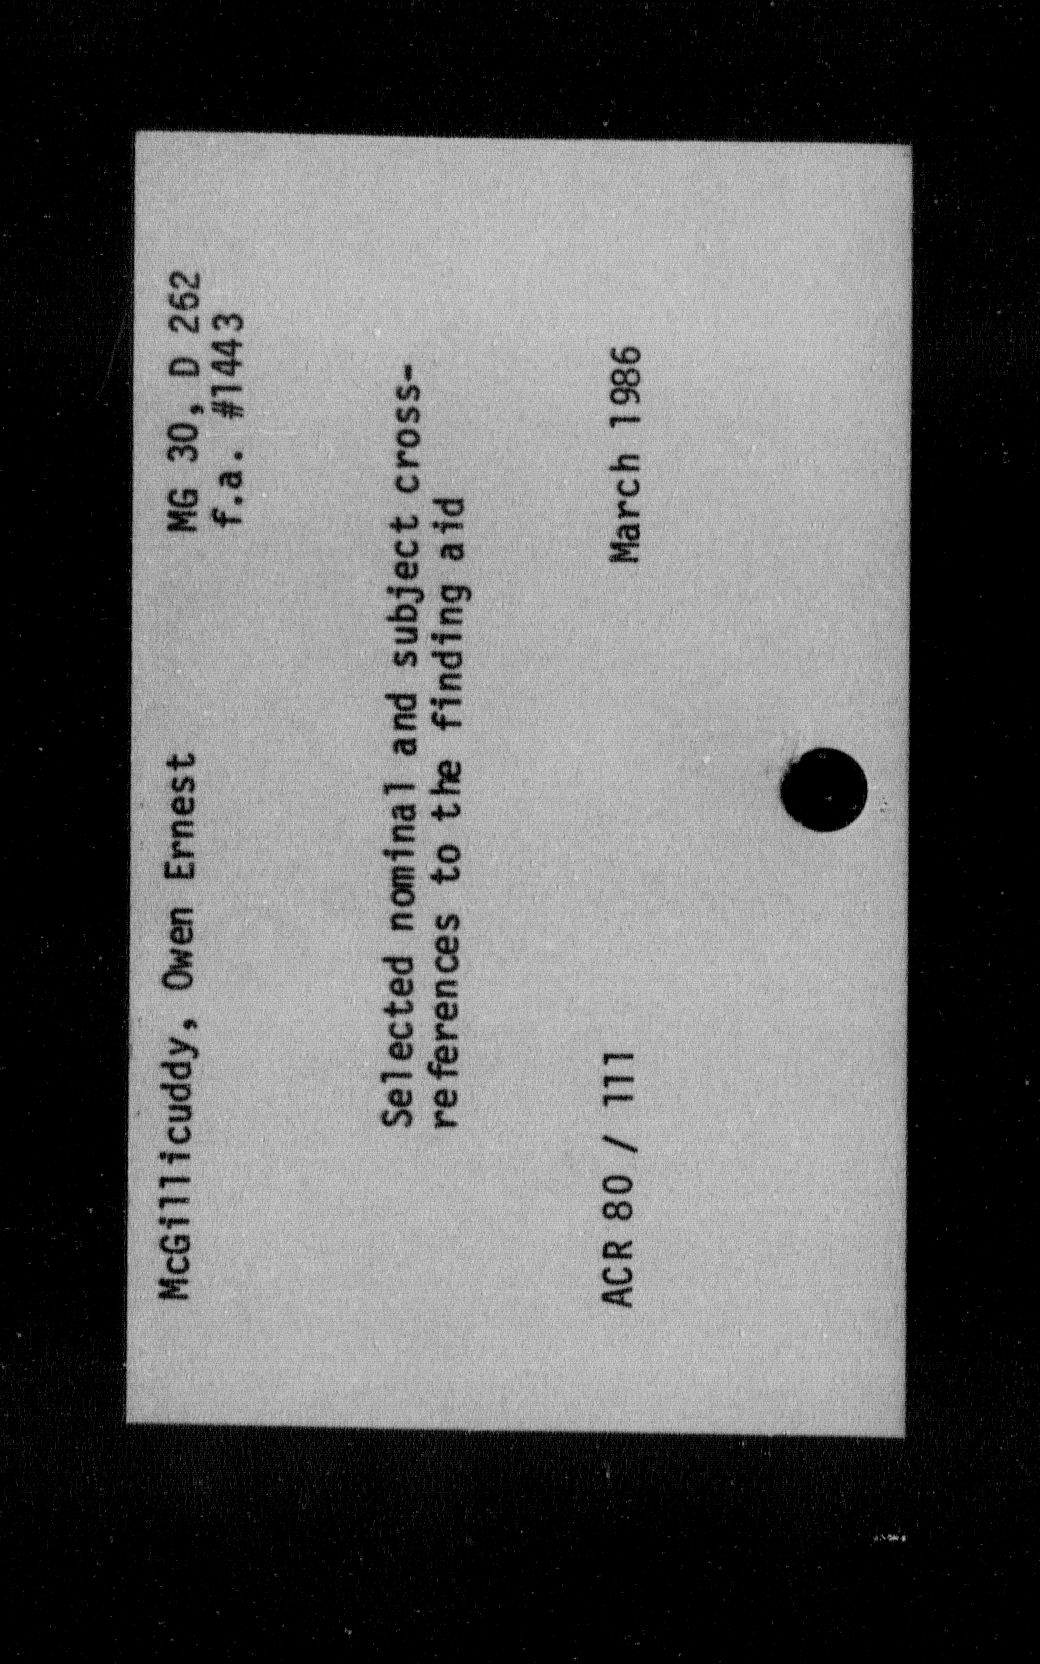 McGillicuddy, Owen Ernest MG 30, D 262
f.a. #1443
Selected nominal and subject cross-
references to the finding aid
ACR 80 / 111 March 1986